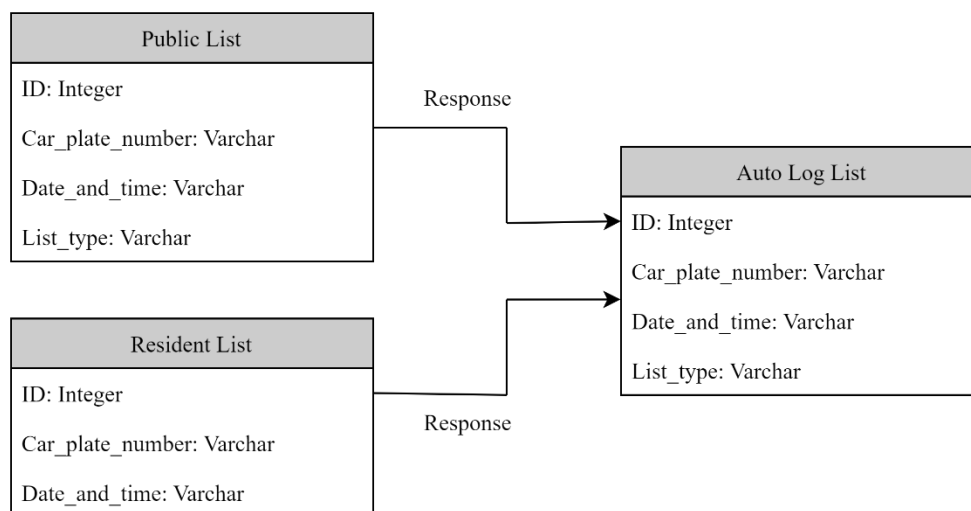 Public List
ID: Integer
Car_plate_number: Varchar
Date_and_time: Varchar
List_type: Varchar
Response
Auto Log List
ID: Integer
Car_plate_number: Varchar
Date_and_time: Varchar
List_type: Varchar
Resident List
ID: Integer
Car_plate_number: Varchar
Date_and_time: Varchar
Response